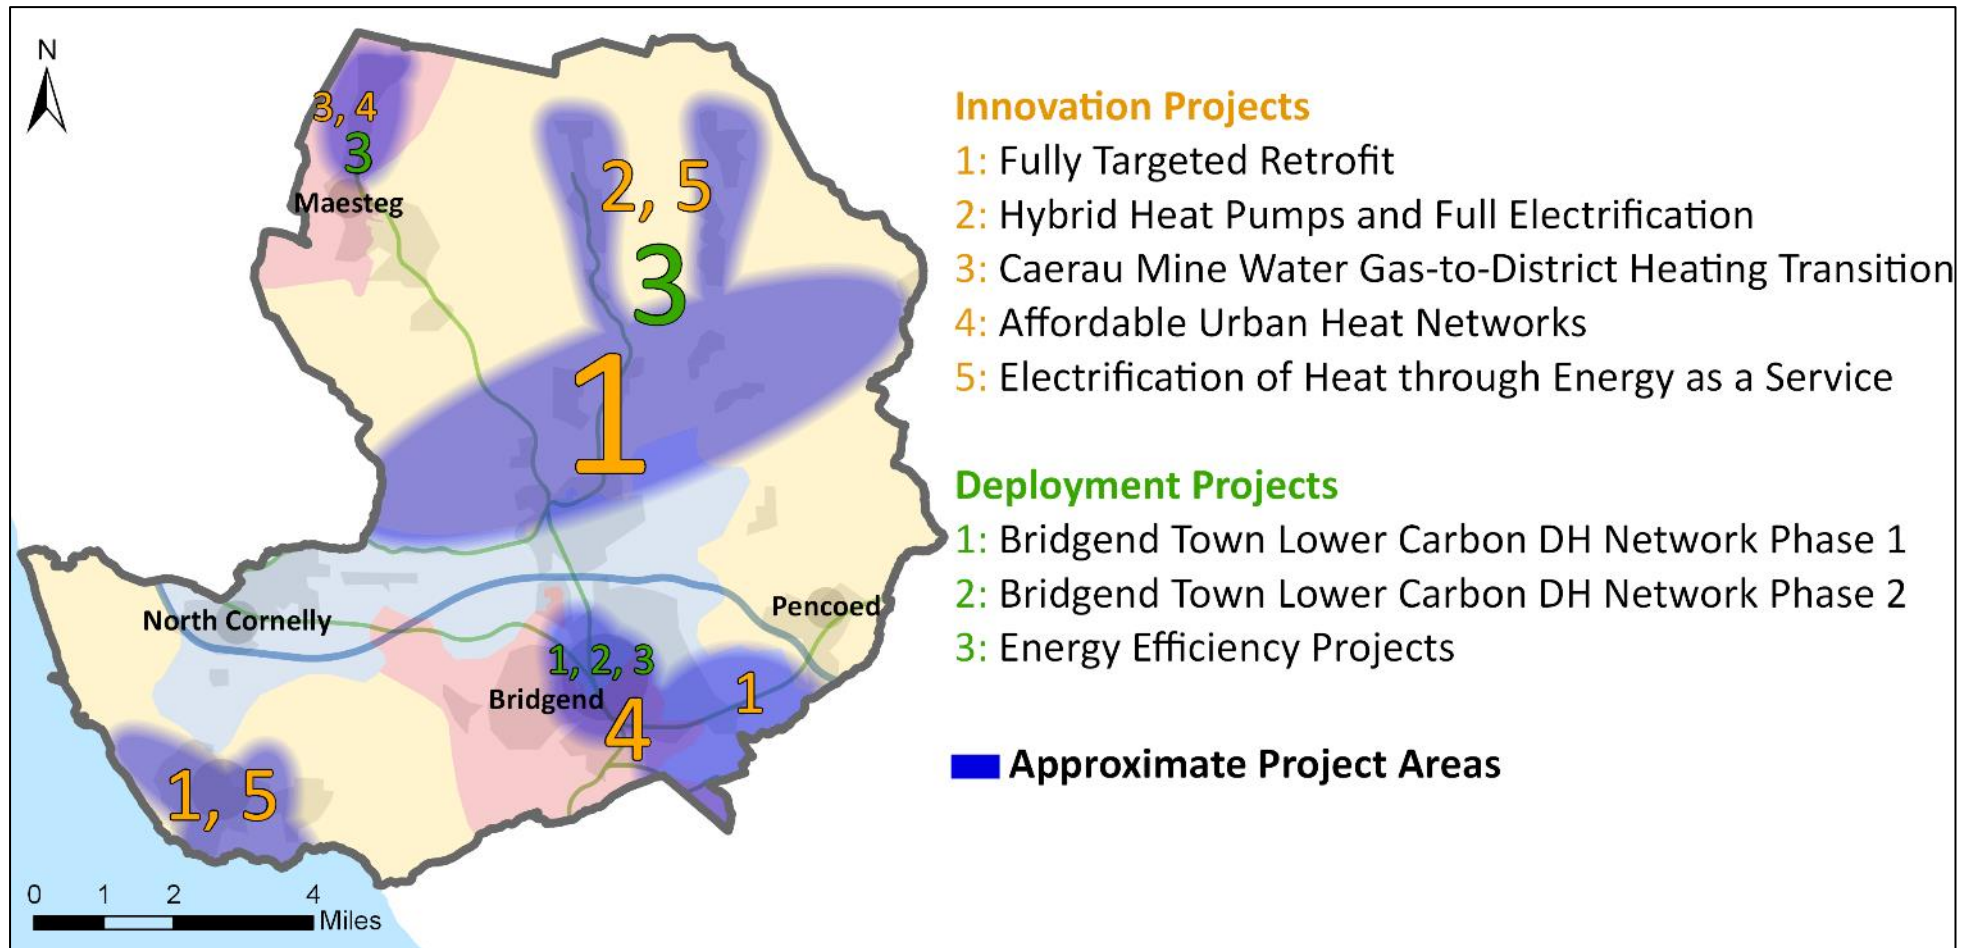 N
3, 4
3
Maesteg
2, 5
3
1
North Cornelly
Pencoed
1, 2, 3
Bridgend
4
1
1, 5
0 1 2 4
Miles
Innovation Projects
1: Fully Targeted Retrofit
2: Hybrid Heat Pumps and Full Electrification
3: Caerau Mine Water Gas-to-District Heating Transition
4: Affordable Urban Heat Networks
5: Electrification of Heat through Energy as a Service
Deployment Projects
1: Bridgend Town Lower Carbon DH Network Phase 1
2: Bridgend Town Lower Carbon DH Network Phase 2
3: Energy Efficiency Projects
Approximate Project Areas